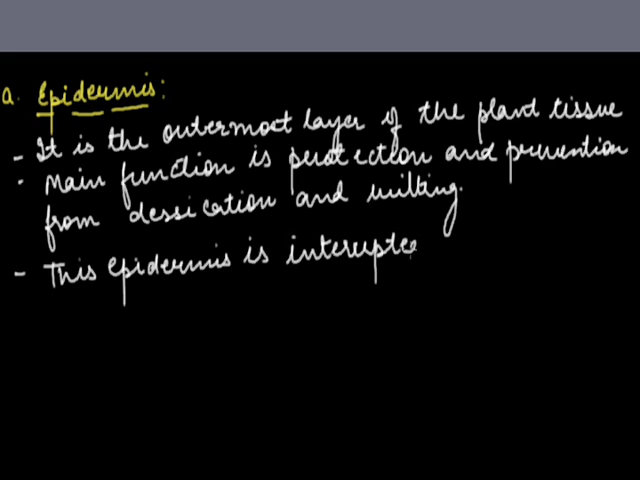 a. Epidermis:
- It is the outermost layer of the plant tissue
- Main function is protection and prevention
from dessication and wilting.
- This epidermis is interrupte